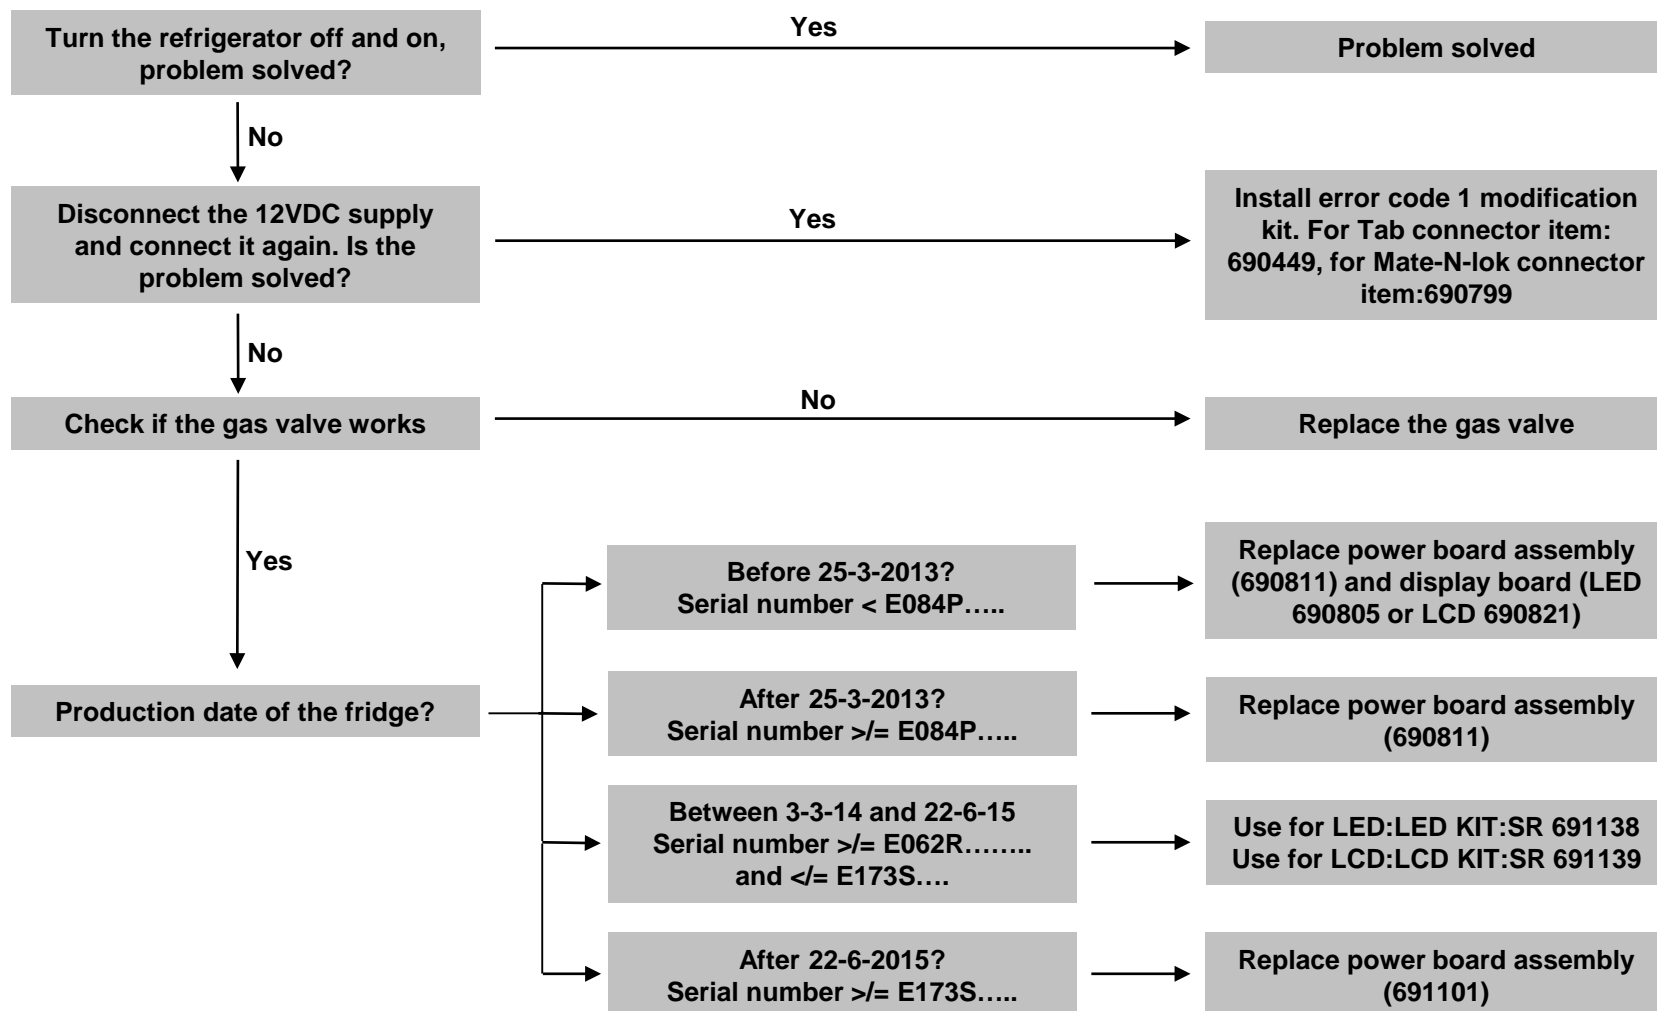 Turn the refrigerator off and on,
problem solved?
Yes
Problem solved
No
Disconnect the 12VDC supply
and connect it again. Is the
problem solved?
Yes
Install error code 1 modification
kit. For Tab connector item:
690449, for Mate-N-lok connector
item:690799
No
Check if the gas valve works
No
Replace the gas valve
Yes
Before 25-3-2013?
Serial number < E084P…..
Replace power board assembly
(690811) and display board (LED
690805 or LCD 690821)
Production date of the fridge?
After 25-3-2013?
Serial number >/= E084P…..
Replace power board assembly
(690811)
Between 3-3-14 and 22-6-15
Serial number >/= E062R……..
and </= E173S….
Use for LED:LED KIT:SR 691138
Use for LCD:LCD KIT:SR 691139
After 22-6-2015?
Serial number >/= E173S…..
Replace power board assembly
(691101)